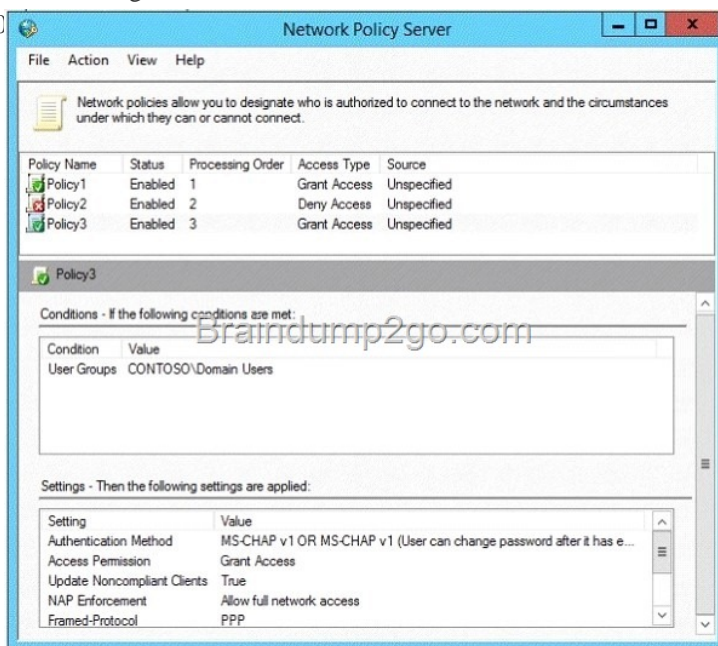 Network Policy Server
File Action View Help
Network policies allow you to designate who is authorized to connect to the network and the circumstances
under which they can or cannot connect.
Policy Name Status Processing Order Access Type Source
Policy1 Enabled 1 Grant Access Unspecified
Policy2 Enabled 2 Deny Access Unspecified
Policy3 Enabled 3 Grant Access Unspecified
Policy3
Conditions - If the following conditions are met:
Braindump2go.com
Condition Value
User Groups CONTOSO\Domain Users
Settings - Then the following settings are applied:
Setting Value
Authentication Method MS-CHAP v1 OR MS-CHAP v1 (User can change password after it has e...
Access Permission Grant Access
Update Noncompliant Clients True
NAP Enforcement Allow full network access
Framed-Protocol PPP